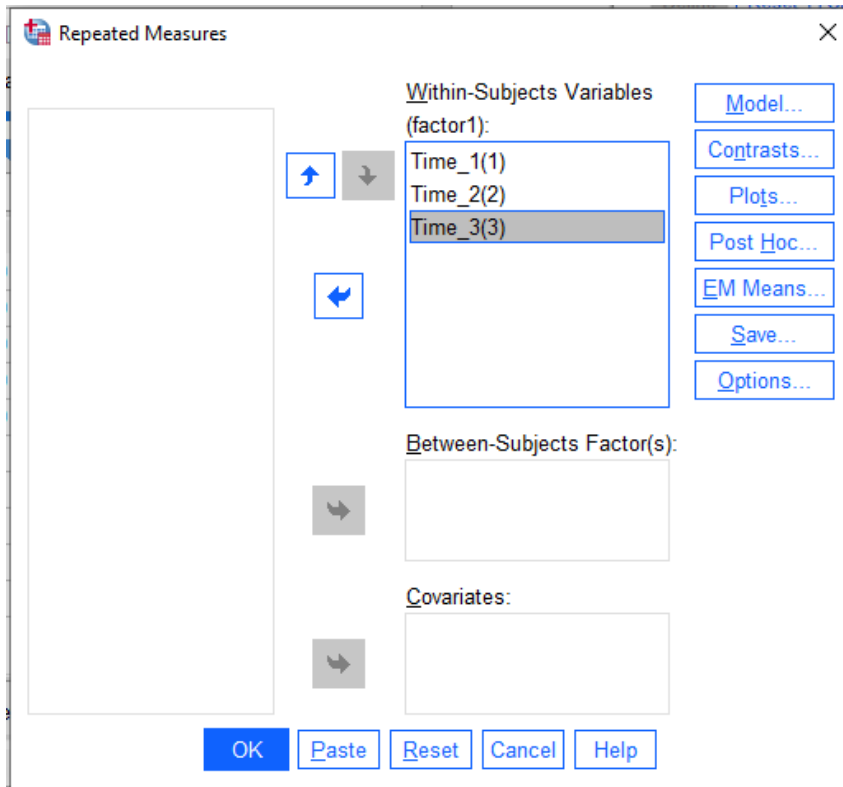 Repeated Measures
Within-Subjects Variables
(factor1):
Time_1(1)
Time_2(2)
Time_3(3)
Model...
Contrasts...
Plots...
Post Hoc...
EM Means...
Save...
Options...
Between-Subjects Factor(s):
Covariates:
OK
Paste
Reset
Cancel
Help